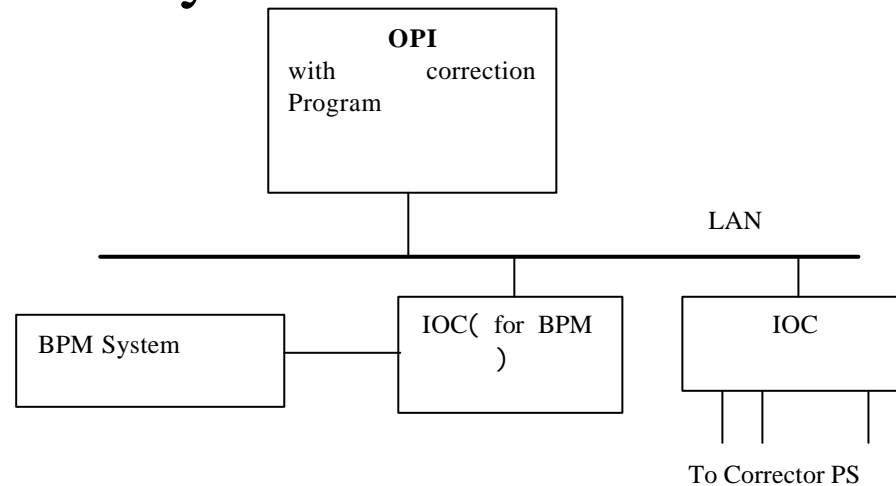 OPI
with correction
Program
LAN
BPM System
IOC( for BPM
)
IOC
To Corrector PS